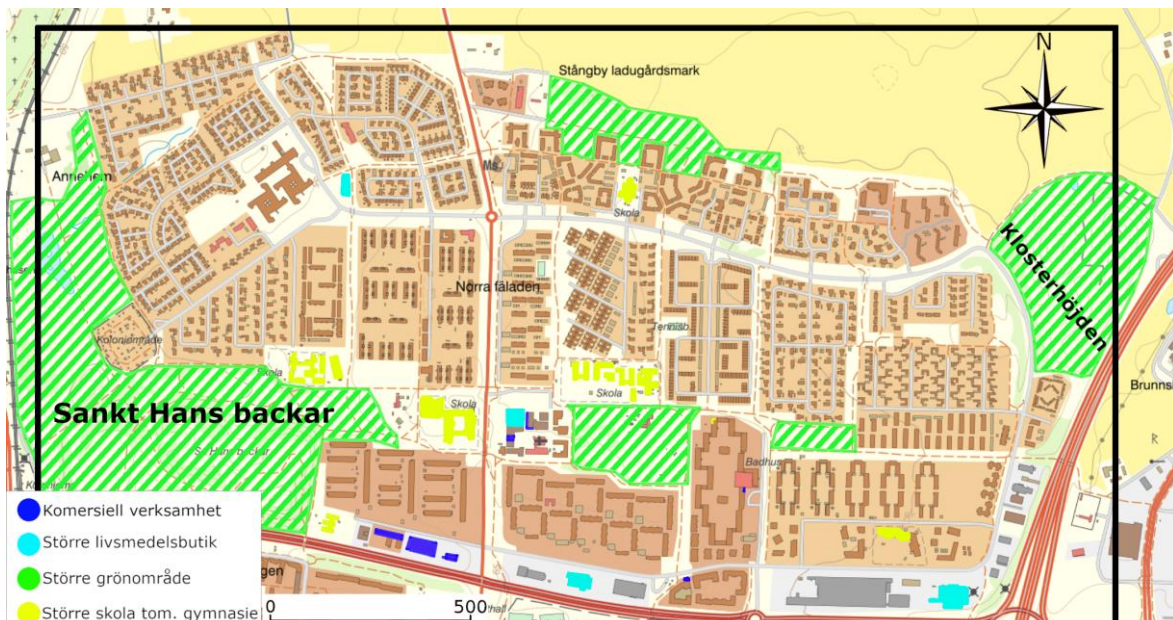 N
Stångby ladugårdsmark
Annehem
Ms
Skola
Klosterhöjden
Norra fäladen
Koloniområde
Tennisb.
Skola
Skola
Skola
Brunns
Sankt Hans backar
S:t Hans backar
Badhus
R
Komersiell verksamhet
Större livsmedelsbutik
Större grönområde
Större skola tom. gymnasie
gen
0
500